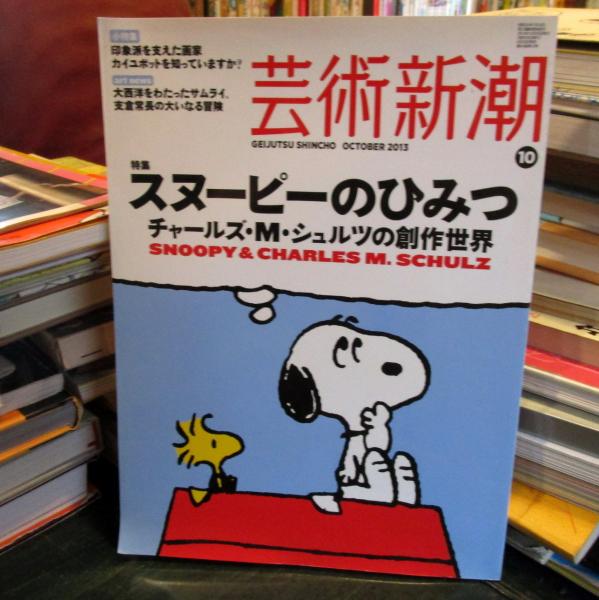 小特集
印象派を支えた画家
カイユボットを知っていますか?
art news
大西洋をわたったサムライ、
支倉常長の大いなる冒険
芸術新潮
GEIJUTSU SHINCHO OCTOBER 2013
10
特集
スヌーピーのひみつ
チャールズ・M・シュルツの創作世界
SNOOPY & CHARLES M. SCHULZ